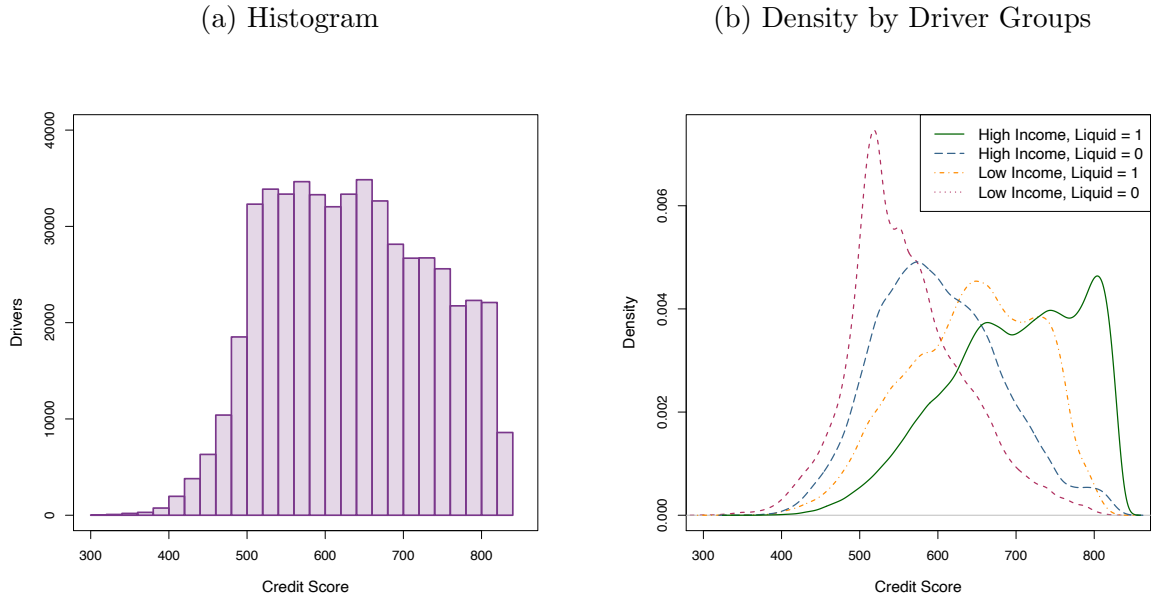 (a) Histogram
(b) Density by Driver Groups
40000
30000
20000
10000
0
Drivers
300 400 500 600 700 800
Credit Score
High Income, Liquid = 1
High Income, Liquid = 0
Low Income, Liquid = 1
Low Income, Liquid = 0
0.006
0.004
0.002
0.000
Density
300 400 500 600 700 800
Credit Score